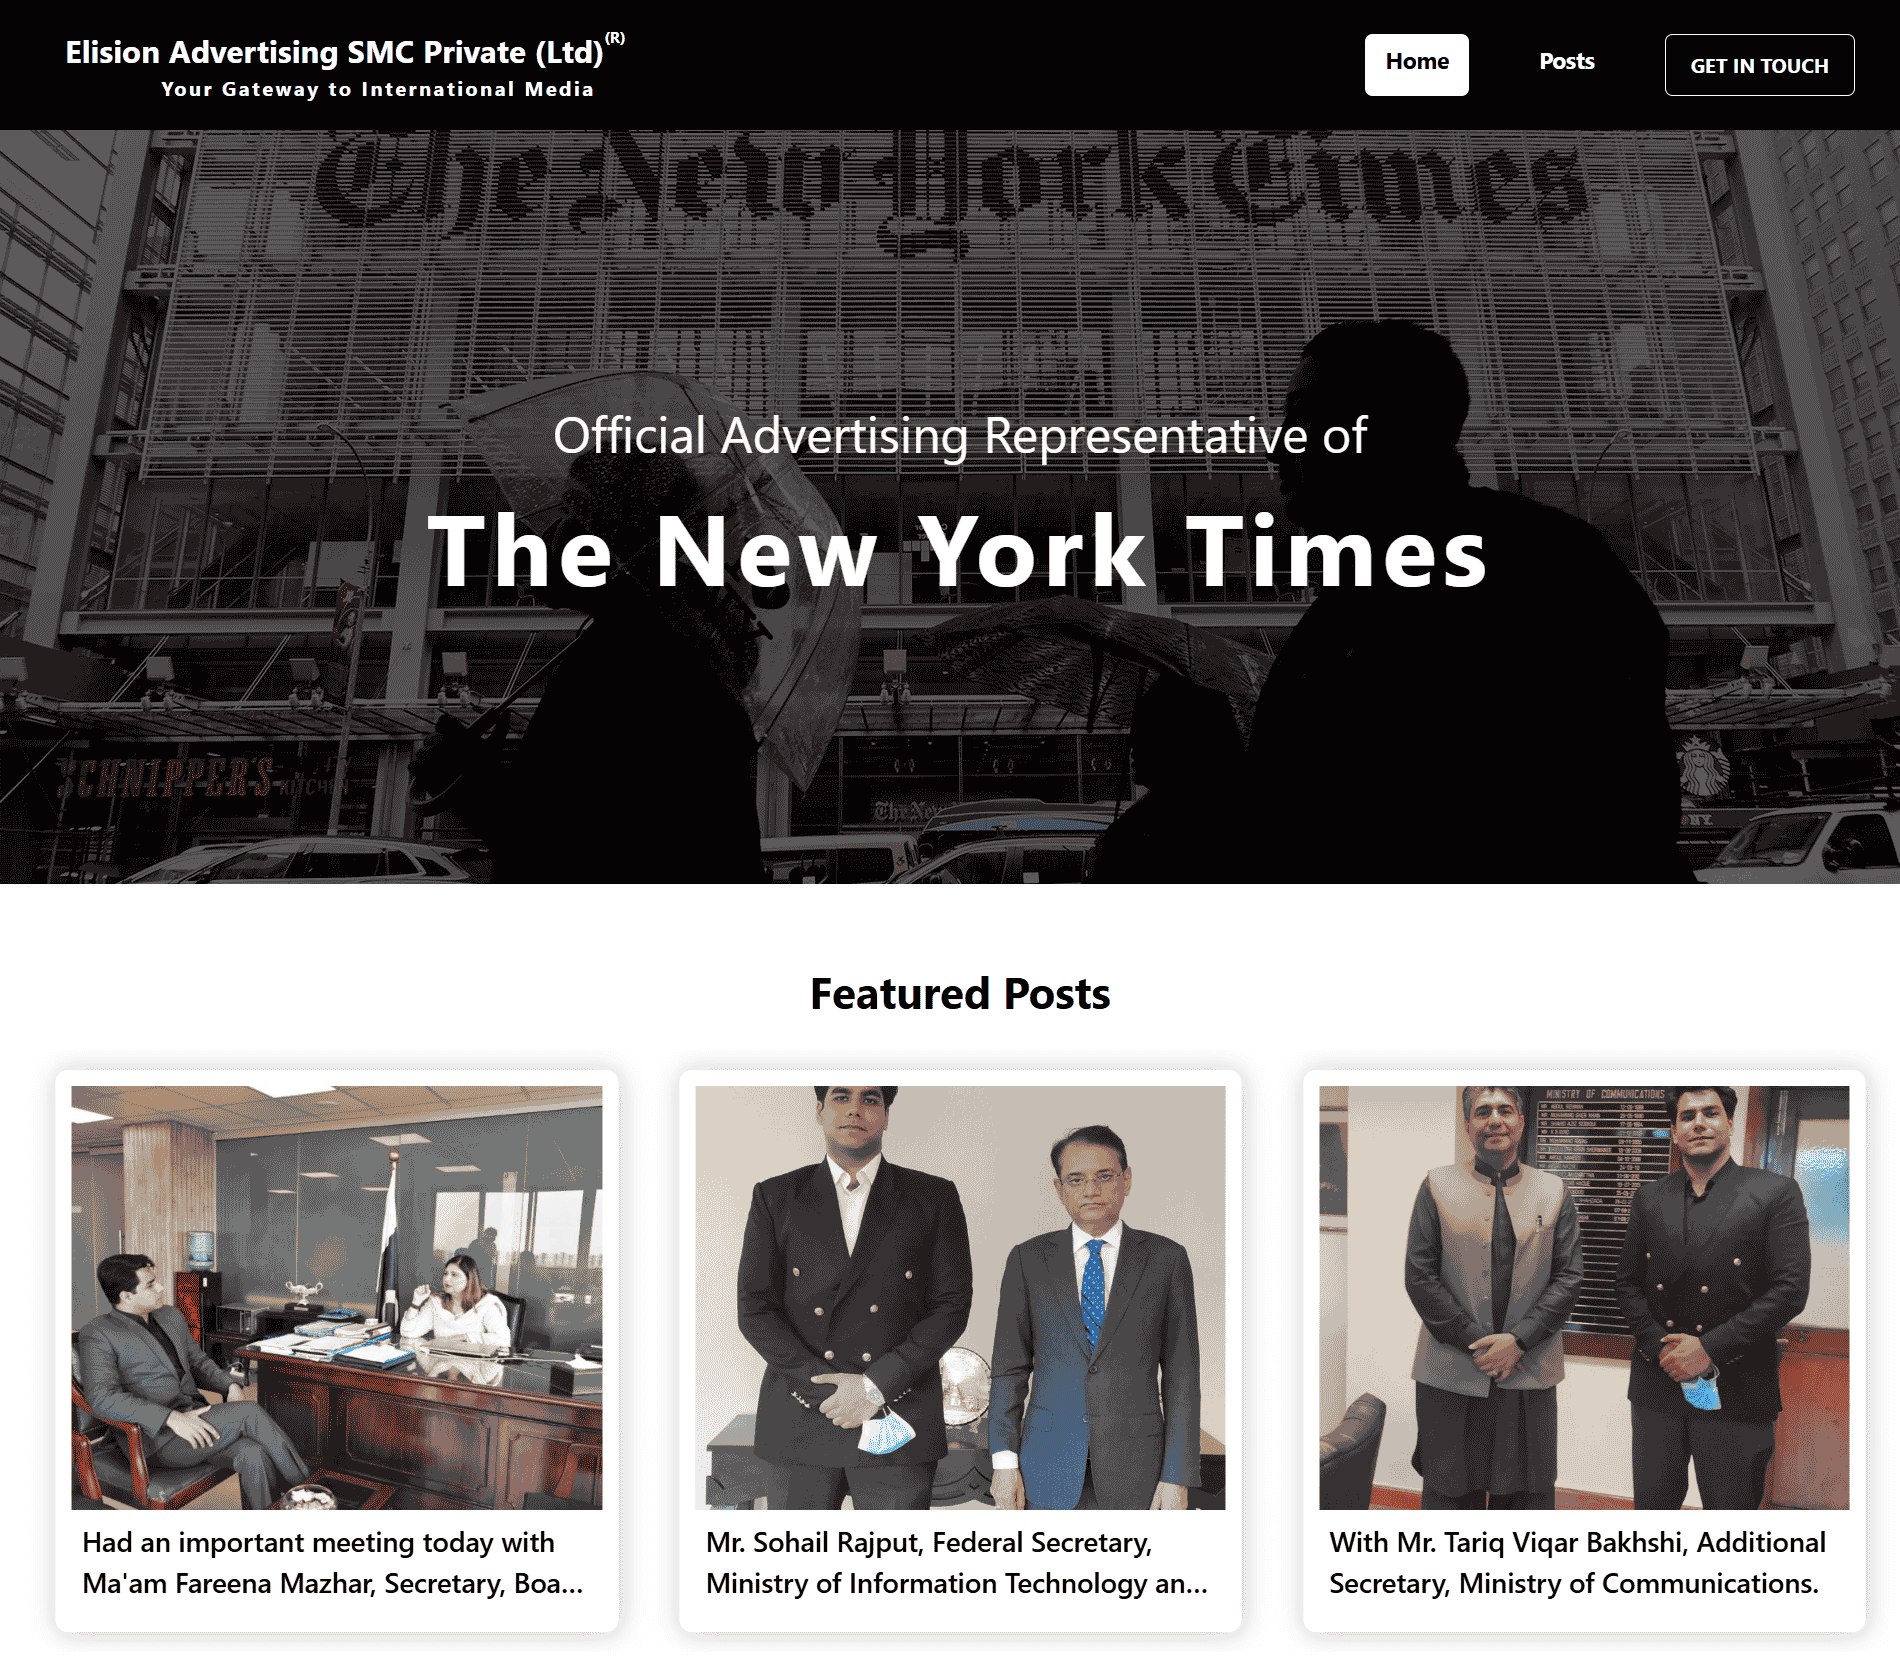 Elision Advertising SMC Private (Ltd)(R)
Your Gateway to International Media
Home
Posts
GET IN TOUCH
The New York Times
Official Advertising Representative of
The New York Times
SCHNIPPER'S
KITCHEN
The New
Featured Posts
MINISTRY OF COMMUNICATIONS
Had an important meeting today with
Ma'am Fareena Mazhar, Secretary, Boa...
Mr. Sohail Rajput, Federal Secretary,
Ministry of Information Technology an...
With Mr. Tariq Viqar Bakhshi, Additional
Secretary, Ministry of Communications.